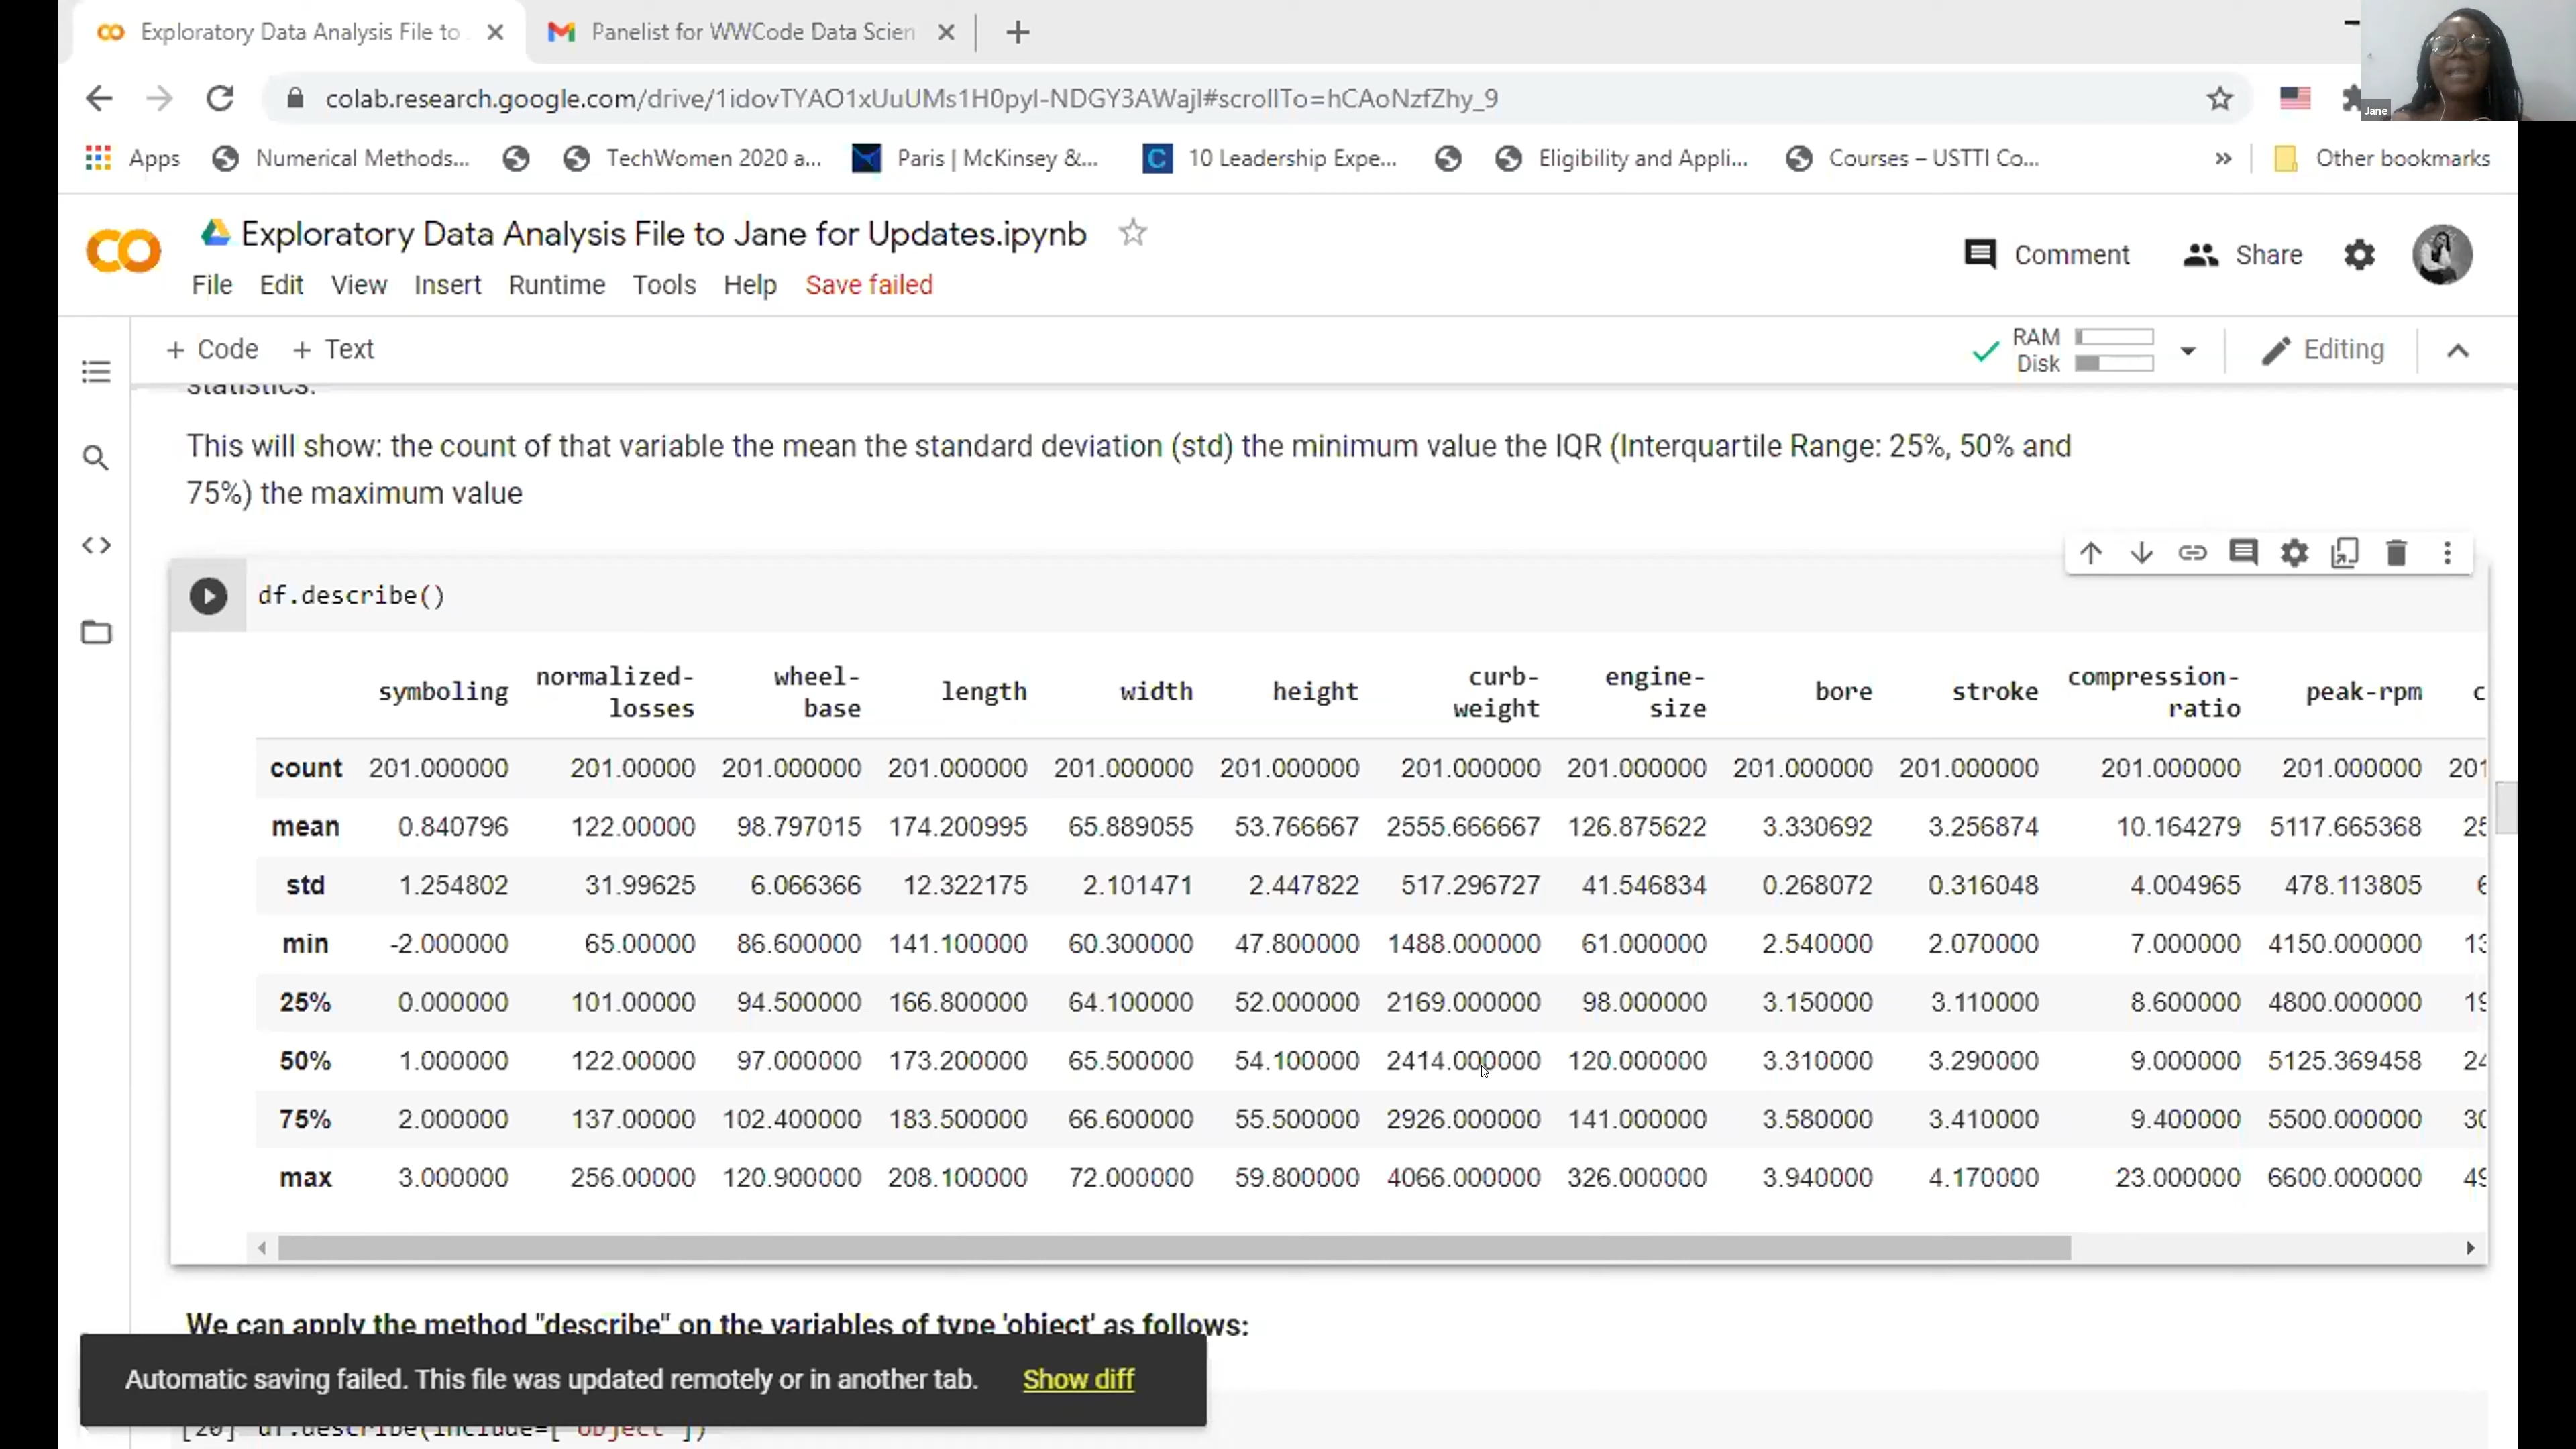 Exploratory Data Analysis File to
Panelist for WWCode Data Scien
colab.research.google.com/drive/1idovTYAO1xUuUMs1H0pyl-NDGY3AWajl#scrollTo=hCAoNzfZhy_9
Jane
Apps
Numerical Methods...
TechWomen 2020 a...
Paris | McKinsey &...
10 Leadership Expe...
Eligibility and Appli...
Courses – USTTI Co...
»
Other bookmarks
CO
Exploratory Data Analysis File to Jane for Updates.ipynb
Comment
Share
File Edit View Insert Runtime Tools Help Save failed
+ Code + Text
RAM
Disk
Editing
statistics.
This will show: the count of that variable the mean the standard deviation (std) the minimum value the IQR (Interquartile Range: 25%, 50% and
75%) the maximum value
df.describe()
symboling normalized-losses wheel-base length width height curb-weight engine-size bore stroke compression-ratio peak-rpm c
count 201.000000 201.00000 201.000000 201.000000 201.000000 201.000000 201.000000 201.000000 201.000000 201.000000 201.000000 201.000000 201
mean 0.840796 122.00000 98.797015 174.200995 65.889055 53.766667 2555.666667 126.875622 3.330692 3.256874 10.164279 5117.665368 25
std 1.254802 31.99625 6.066366 12.322175 2.101471 2.447822 517.296727 41.546834 0.268072 0.316048 4.004965 478.113805 6
min -2.000000 65.00000 86.600000 141.100000 60.300000 47.800000 1488.000000 61.000000 2.540000 2.070000 7.000000 4150.000000 13
25% 0.000000 101.00000 94.500000 166.800000 64.100000 52.000000 2169.000000 98.000000 3.150000 3.110000 8.600000 4800.000000 19
50% 1.000000 122.00000 97.000000 173.200000 65.500000 54.100000 2414.000000 120.000000 3.310000 3.290000 9.000000 5125.369458 24
75% 2.000000 137.00000 102.400000 183.500000 66.600000 55.500000 2926.000000 141.000000 3.580000 3.410000 9.400000 5500.000000 30
max 3.000000 256.00000 120.900000 208.100000 72.000000 59.800000 4066.000000 326.000000 3.940000 4.170000 23.000000 6600.000000 49
We can apply the method "describe" on the variables of type 'object' as follows:
Automatic saving failed. This file was updated remotely or in another tab. Show diff
[20] df.describe(include=['object'])